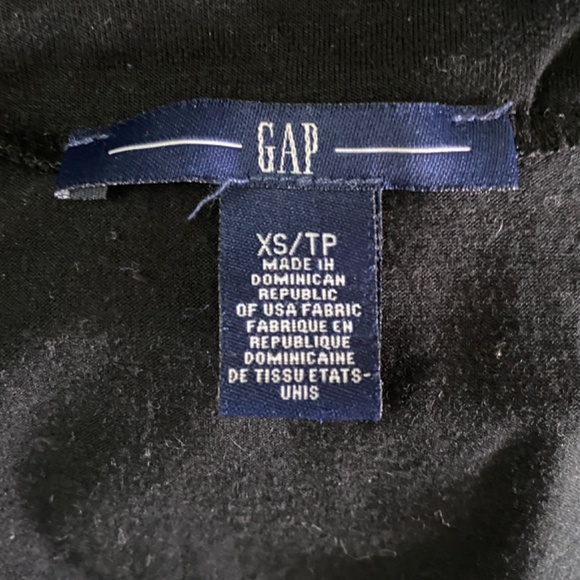 GAP
XS/TP
MADE IN
DOMINICAN
REPUBLIC
OF USA FABRIC
FABRIQUE EN
REPUBLIQUE
DOMINICAINE
DE TISSU ETATS-
UNIS